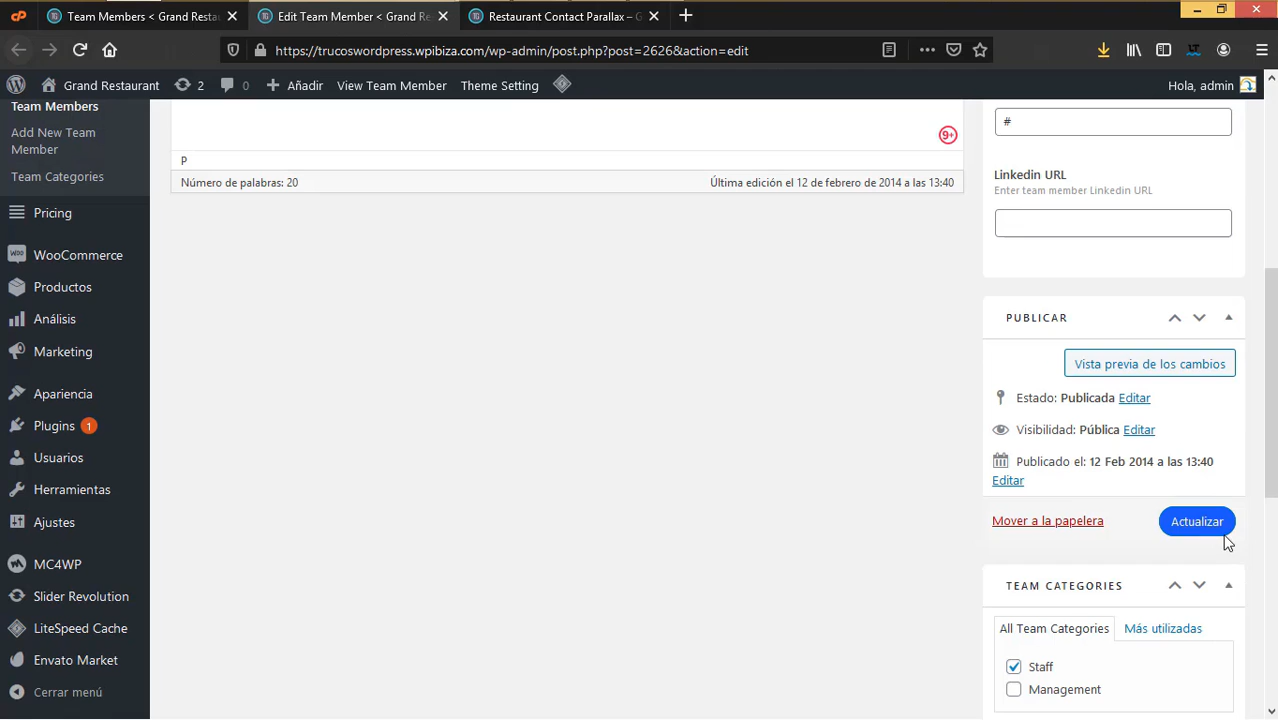 Team Members < Grand Restau
Edit Team Member < Grand Re
Restaurant Contact Parallax – G
https://trucoswordpress.wpibiza.com/wp-admin/post.php?post=2626&action=edit
Grand Restaurant
2
0
Añadir
View Team Member
Theme Setting
Hola, admin
Team Members
Add New Team
Member
Team Categories
Pricing
WooCommerce
Productos
Análisis
Marketing
Apariencia
Plugins 1
Usuarios
Herramientas
Ajustes
MC4WP
Slider Revolution
LiteSpeed Cache
Envato Market
Cerrar menú
9+
P
Número de palabras: 20
Última edición el 12 de febrero de 2014 a las 13:40
#
Linkedin URL
Enter team member Linkedin URL
PUBLICAR
Vista previa de los cambios
Estado: Publicada Editar
Visibilidad: Pública Editar
Publicado el: 12 Feb 2014 a las 13:40
Editar
Mover a la papelera
Actualizar
TEAM CATEGORIES
All Team Categories
Más utilizadas
Staff
Management